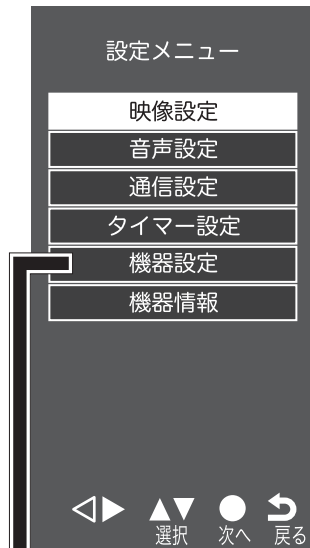 設定メニュー
映像設定
音声設定
通信設定
タイマー設定
機器設定
機器情報
選択 次へ 戻る